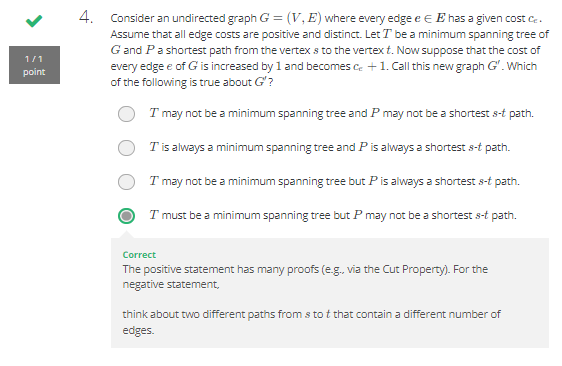 4. Consider an undirected graph G = (V, E) where every edge e ∈ E has a given cost cₑ.
Assume that all edge costs are positive and distinct. Let T be a minimum spanning tree of
G and P a shortest path from the vertex s to the vertex t. Now suppose that the cost of
1 / 1
every edge e of G is increased by 1 and becomes cₑ + 1. Call this new graph G′. Which
point
of the following is true about G′?
T may not be a minimum spanning tree and P may not be a shortest s-t path.
T is always a minimum spanning tree and P is always a shortest s-t path.
T may not be a minimum spanning tree but P is always a shortest s-t path.
T must be a minimum spanning tree but P may not be a shortest s-t path.
Correct
The positive statement has many proofs (e.g., via the Cut Property). For the
negative statement,
think about two different paths from s to t that contain a different number of
edges.